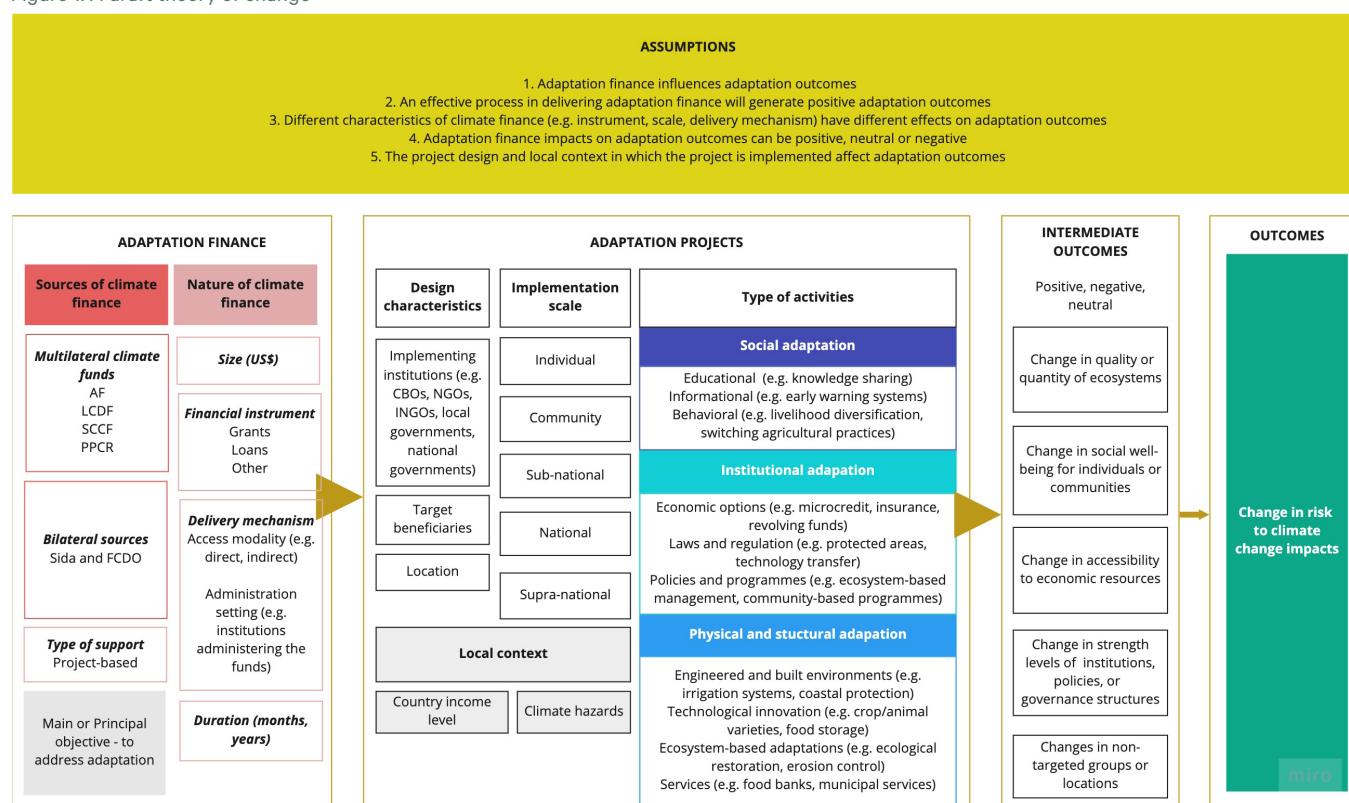 Figure draft theory of change
ASSUMPTIONS
1. Adaptation finance influences adaptation outcomes
2. An effective process in delivering adaptation finance will generate positive adaptation outcomes
3. Different characteristics of climate finance (e.g. instrument, scale, delivery mechanism) have different effects on adaptation outcomes
4. Adaptation finance impacts on adaptation outcomes can be positive, neutral or negative
5. The project design and local context in which the project is implemented affect adaptation outcomes
ADAPTATION FINANCE
Sources of climate
finance
Multilateral climate
funds
AF
LCDF
SCCF
PPCR
Bilateral sources
Sida and FCDO
Type of support
Project-based
Main or Principal
objective - to
address adaptation
Nature of climate
finance
Size (US$)
Financial instrument
Grants
Loans
Other
Delivery mechanism
Access modality (e.g.
direct, indirect)
Administration
setting (e.g.
institutions
administering the
funds)
Duration (months,
years)
ADAPTATION PROJECTS
Design
characteristics
Implementing
institutions (e.g.
CBOs, NGOs,
INGOs, local
governments,
national
governments)
Target
beneficiaries
Location
Implementation
scale
Individual
Community
Sub-national
National
Supra-national
Local context
Country income
level
Climate hazards
Type of activities
Social adaptation
Educational (e.g. knowledge sharing)
Informational (e.g. early warning systems)
Behavioral (e.g. livelihood diversification,
switching agricultural practices)
Institutional adapation
Economic options (e.g. microcredit, insurance,
revolving funds)
Laws and regulation (e.g. protected areas,
technology transfer)
Policies and programmes (e.g. ecosystem-based
management, community-based programmes)
Physical and stuctural adapation
Engineered and built environments (e.g.
irrigation systems, coastal protection)
Technological innovation (e.g. crop/animal
varieties, food storage)
Ecosystem-based adaptations (e.g. ecological
restoration, erosion control)
Services (e.g. food banks, municipal services)
INTERMEDIATE
OUTCOMES
Positive, negative,
neutral
Change in quality or
quantity of ecosystems
Change in social well-
being for individuals or
communities
Change in accessibility
to economic resources
Change in strength
levels of institutions,
policies, or
governance structures
Changes in non-
targeted groups or
locations
OUTCOMES
Change in risk
to climate
change impacts
miro